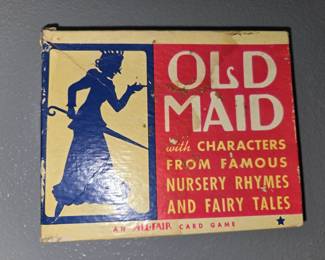 OLD
MAID
with CHARACTERS
FROM FAMOUS
NURSERY RHYMES
AND FAIRY TALES
AN ALL-FAIR CARD GAME